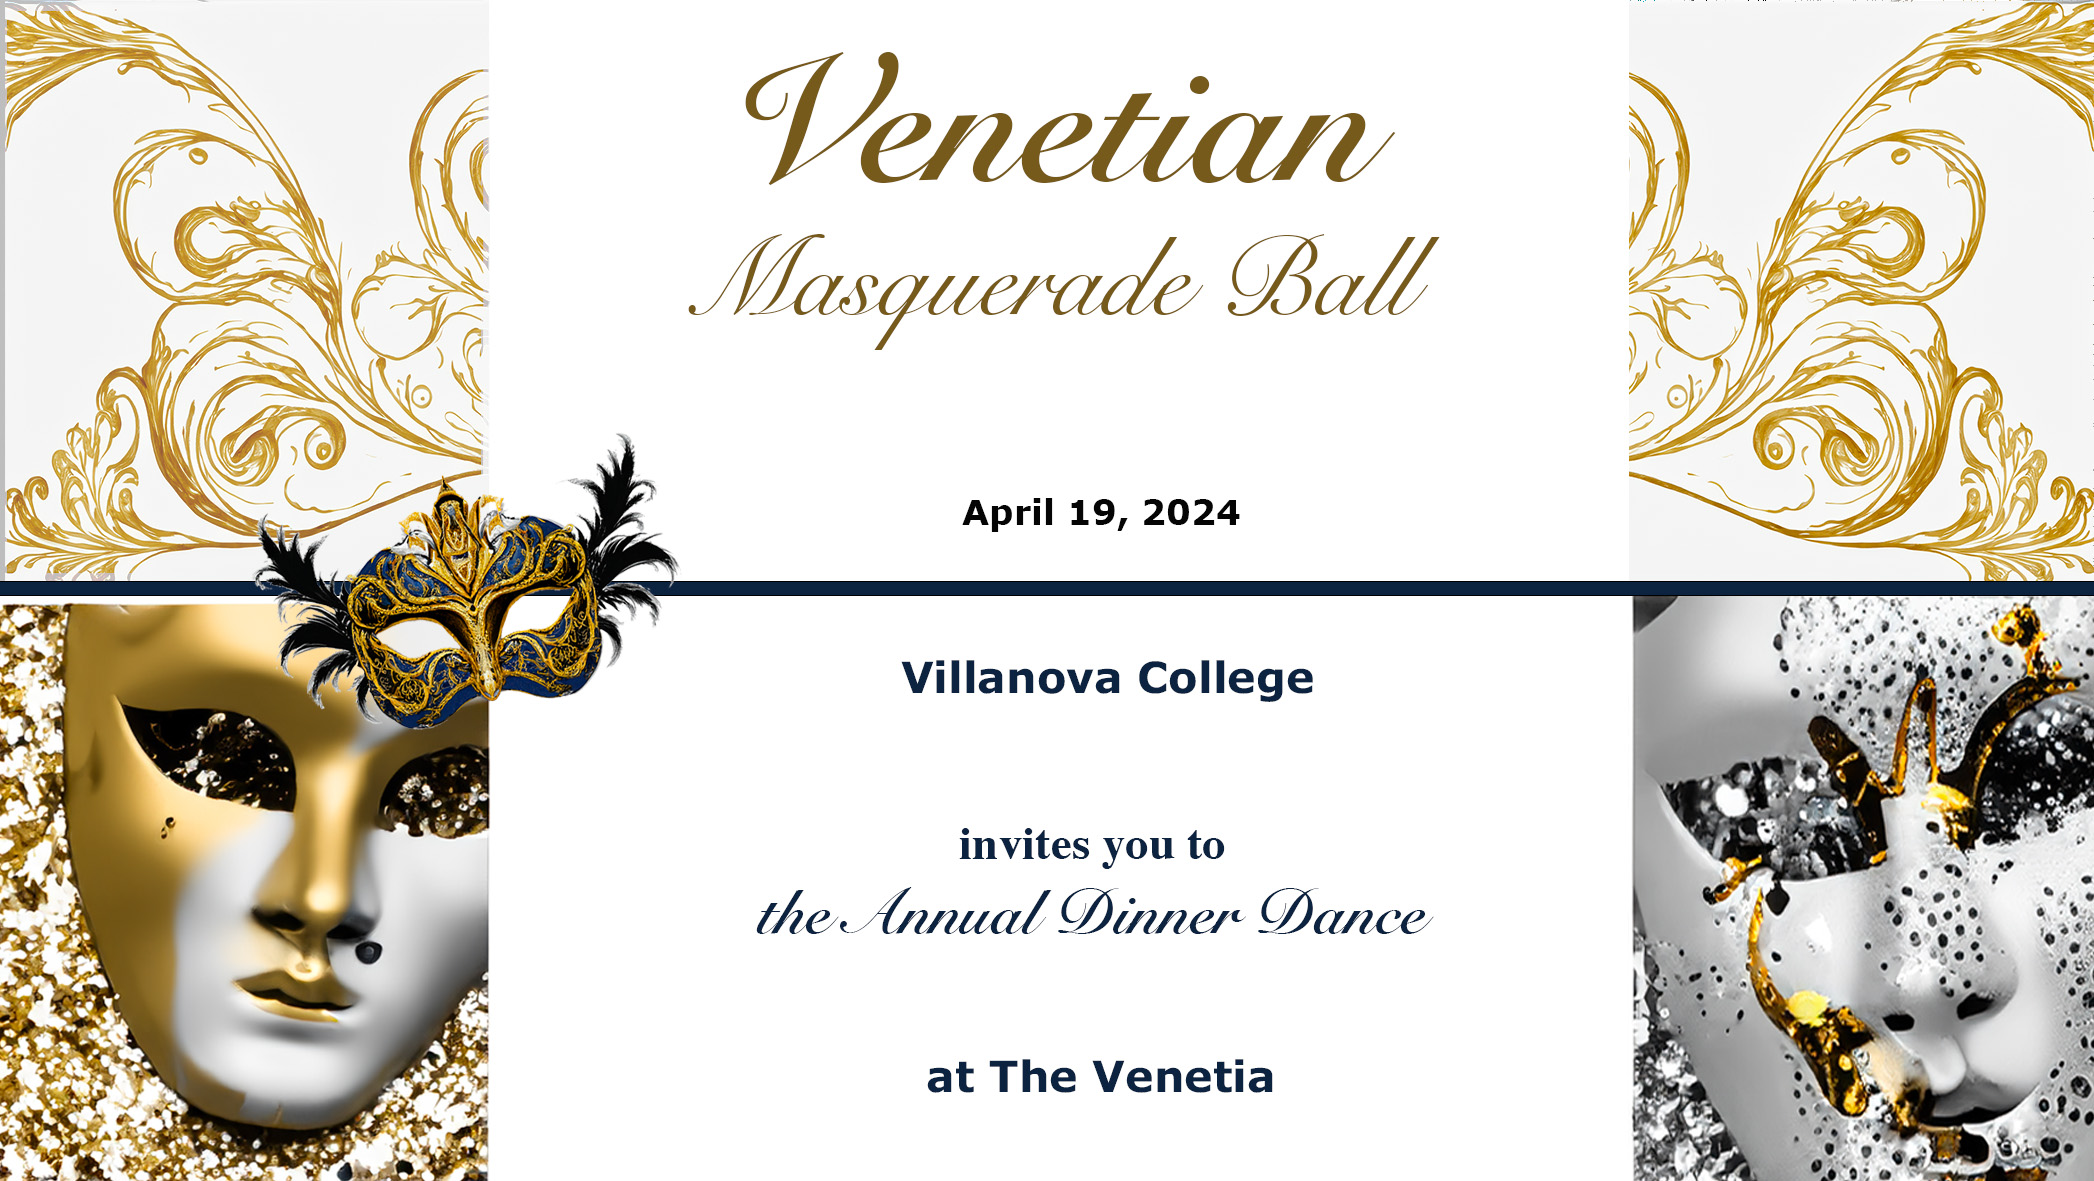 Venetian
Masquerade Ball
April 19, 2024
Villanova College
invites you to
the Annual Dinner Dance
at The Venetia